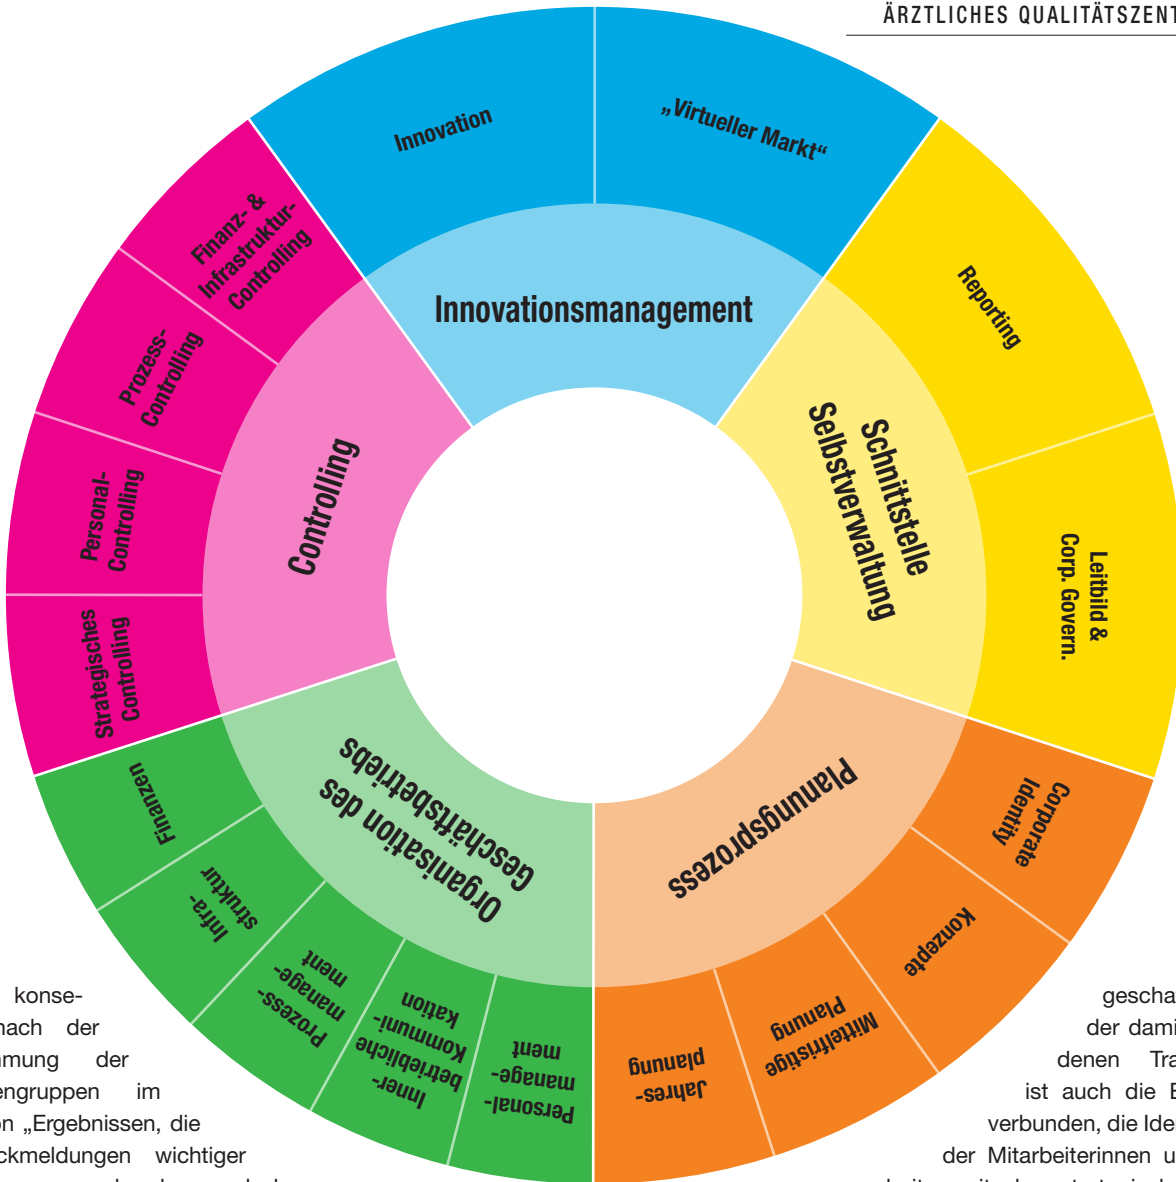 ÄRZTLICHES QUALITÄTSZENT
Innovation
„Virtueller Markt“
Innovationsmanagement
Reporting
Leitbild &
Corp. Govern.
Schnittstelle
Selbstverwaltung
Corporate
Identity
Konzepte
Mittelfristige
Planung
Jahres-
planung
Planungsprozess
Personal-
manage-
ment
Inner-
betriebliche
Kommuni-
kation
Prozess-
manage-
ment
Infra-
struktur
Finanzen
Organisation des
Geschäftsbetriebs
Strategisches
Controlling
Personal-
Controlling
Prozess-
Controlling
Finanz- &
Infrastruktur-
Controlling
Controlling
konse-
nach der
mmung der
engruppen im
on „Ergebnissen, die
ckmeldungen wichtiger
gescha
der dami
denen Tra
ist auch die E
verbunden, die Iden
der Mitarbeiterinnen u